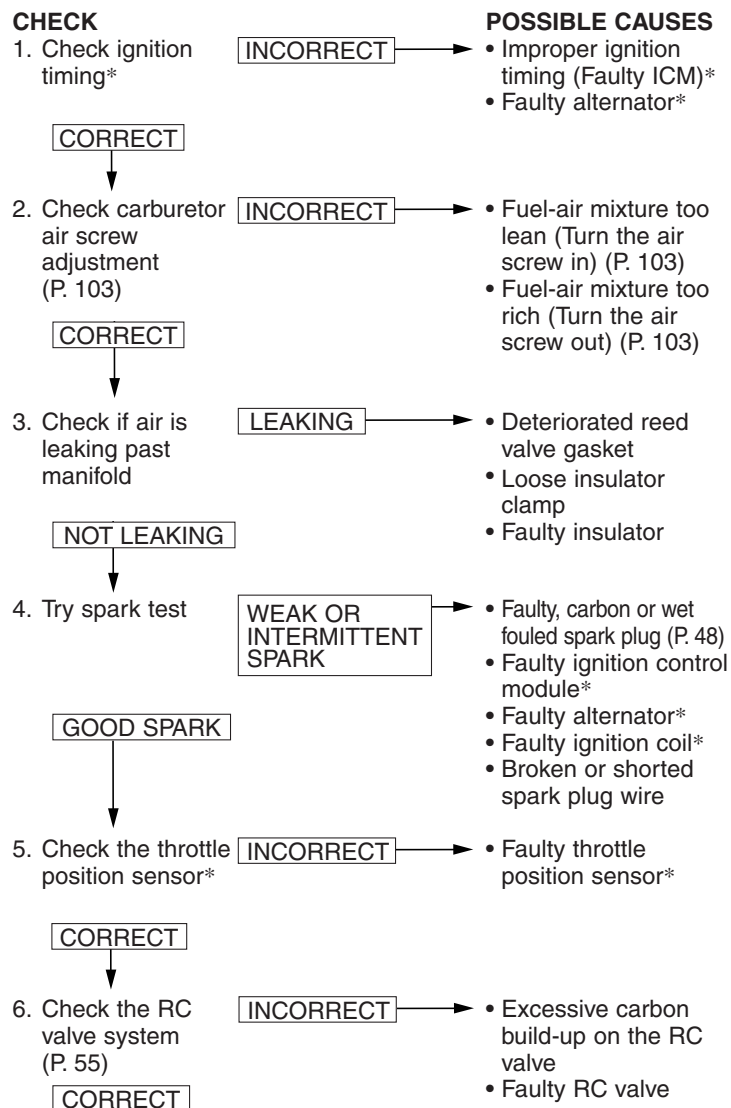 CHECK
POSSIBLE CAUSES
1. Check ignition
timing*
INCORRECT
• Improper ignition
timing (Faulty ICM)*
• Faulty alternator*
CORRECT
2. Check carburetor
air screw
adjustment
(P. 103)
INCORRECT
• Fuel-air mixture too
lean (Turn the air
screw in) (P. 103)
• Fuel-air mixture too
rich (Turn the air
screw out) (P. 103)
CORRECT
3. Check if air is
leaking past
manifold
LEAKING
• Deteriorated reed
valve gasket
• Loose insulator
clamp
• Faulty insulator
NOT LEAKING
4. Try spark test
WEAK OR
INTERMITTENT
SPARK
• Faulty, carbon or wet
fouled spark plug (P. 48)
• Faulty ignition control
module*
• Faulty alternator*
• Faulty ignition coil*
• Broken or shorted
spark plug wire
GOOD SPARK
5. Check the throttle
position sensor*
INCORRECT
• Faulty throttle
position sensor*
CORRECT
6. Check the RC
valve system
(P. 55)
INCORRECT
• Excessive carbon
build-up on the RC
valve
• Faulty RC valve
CORRECT